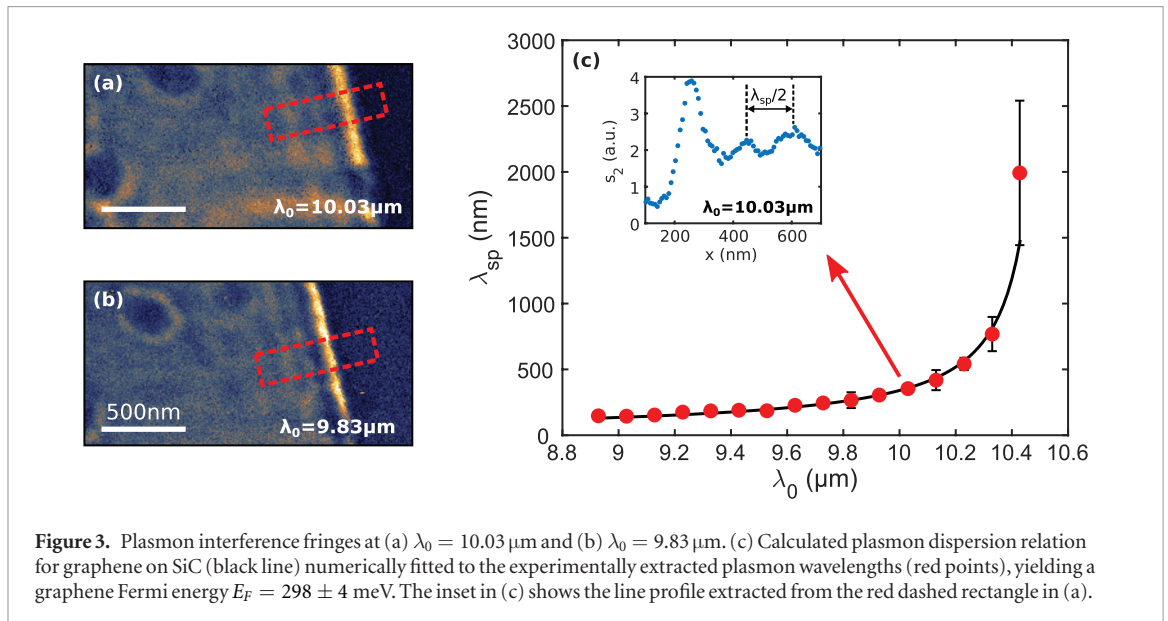 (a)
λ₀=10.03μm
(b)
500nm
λ₀=9.83μm
(c)
3000
2500
2000
1500
1000
500
0
λsp (nm)
8.8 9 9.2 9.4 9.6 9.8 10 10.2 10.4 10.6
λ₀ (μm)
4
3
2
1
0
s₂ (a.u.)
λsp/2
λ₀=10.03μm
200 400 600
x (nm)
Figure 3. Plasmon interference fringes at (a) λ₀ = 10.03 μm and (b) λ₀ = 9.83 μm. (c) Calculated plasmon dispersion relation
for graphene on SiC (black line) numerically fitted to the experimentally extracted plasmon wavelengths (red points), yielding a
graphene Fermi energy E_F = 298 ± 4 meV. The inset in (c) shows the line profile extracted from the red dashed rectangle in (a).